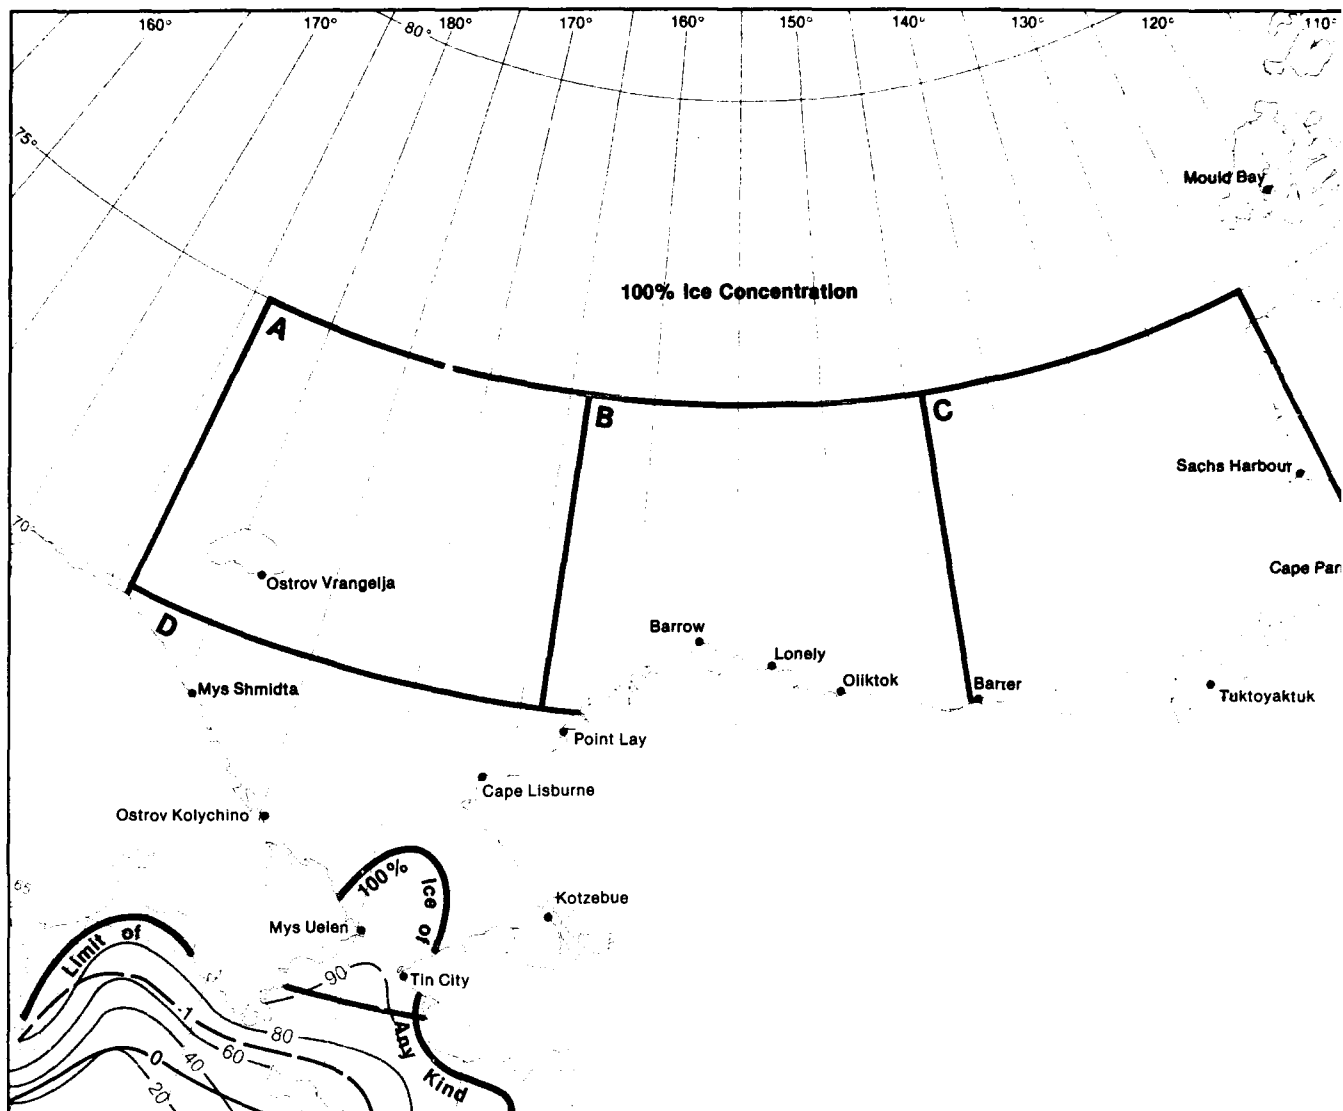 160° 170° 180° 170° 160° 150° 140° 130° 120° 110°
80°
75°
Mould Bay
100% Ice Concentration
A
B
C
Sachs Harbour
70°
Ostrov Vrangelja
Cape Par
D
Barrow
Lonely
Oliktok
Barter
Mys Shmidta
Tuktoyaktuk
Point Lay
Cape Lisburne
Ostrov Kolychino
65
100% Ice of
Kotzebue
Mys Uelen
Limit of
90
Tin City
-1
80
Any
60
0
40
Kind
20